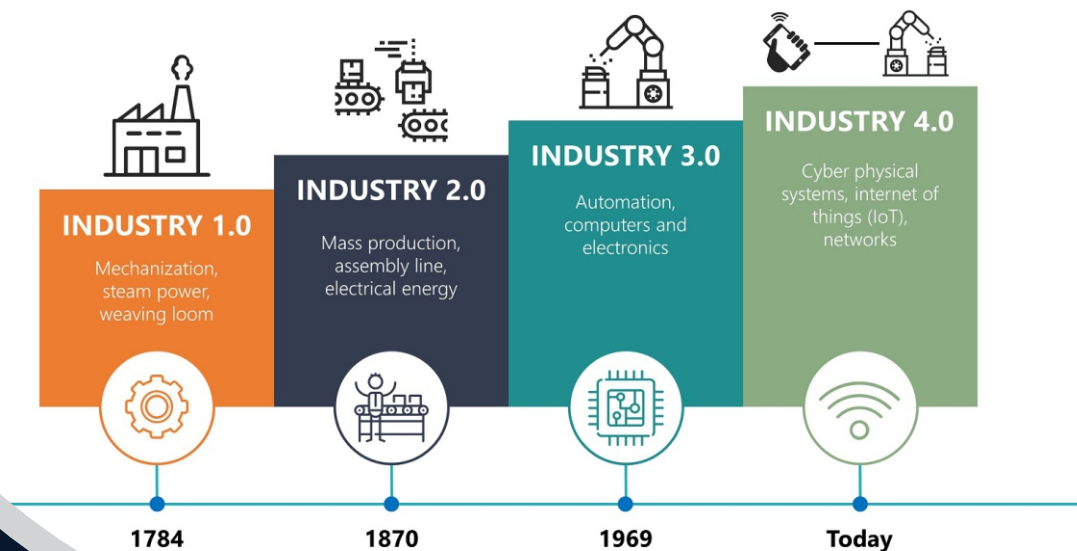 INDUSTRY 1.0
Mechanization,
steam power,
weaving loom
1784
INDUSTRY 2.0
Mass production,
assembly line,
electrical energy
1870
INDUSTRY 3.0
Automation,
computers and
electronics
1969
INDUSTRY 4.0
Cyber physical
systems, internet of
things (IoT),
networks
Today